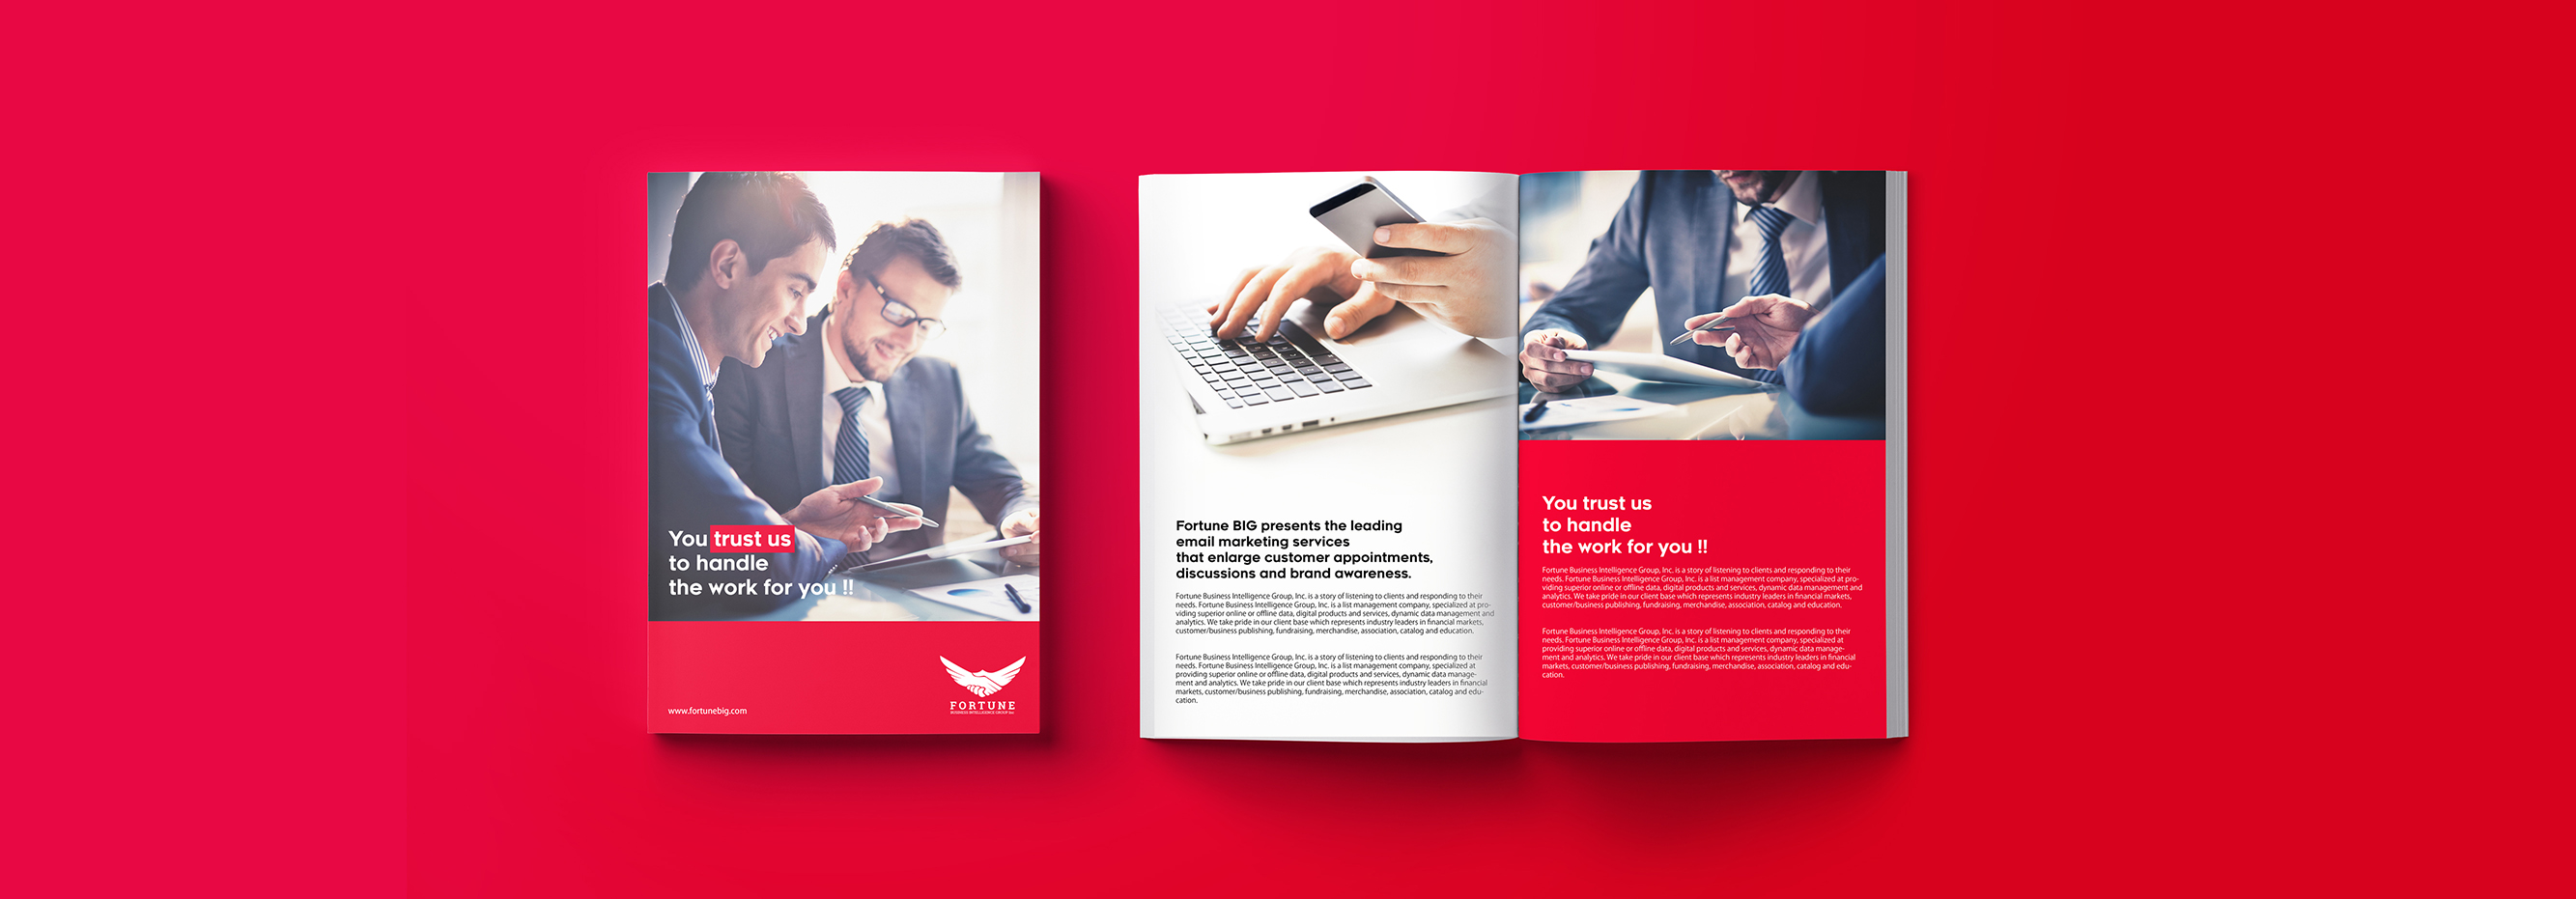 You trust us
to handle
the work for you !!
www.fortunebig.com
FORTUNE
BUSINESS INTELLIGENCE GROUP INC
Fortune BIG presents the leading
email marketing services
that enlarge customer appointments,
discussions and brand awareness.
Fortune Business Intelligence Group, Inc. is a story of listening to clients and responding to their
needs. Fortune Business Intelligence Group, Inc. is a list management company, specialized at pro-
viding superior online or offline data, digital products and services, dynamic data management and
analytics. We take pride in our client base which represents industry leaders in financial markets,
customer/business publishing, fundraising, merchandise, association, catalog and education.
Fortune Business Intelligence Group, Inc. is a story of listening to clients and responding to their
needs. Fortune Business Intelligence Group, Inc. is a list management company, specialized at
providing superior online or offline data, digital products and services, dynamic data manage-
ment and analytics. We take pride in our client base which represents industry leaders in financial
markets, customer/business publishing, fundraising, merchandise, association, catalog and edu-
cation.
You trust us
to handle
the work for you !!
Fortune Business Intelligence Group, Inc. is a story of listening to clients and responding to their
needs. Fortune Business Intelligence Group, Inc. is a list management company, specialized at pro-
viding superior online or offline data, digital products and services, dynamic data management and
analytics. We take pride in our client base which represents industry leaders in financial markets,
customer/business publishing, fundraising, merchandise, association, catalog and education.
Fortune Business Intelligence Group, Inc. is a story of listening to clients and responding to their
needs. Fortune Business Intelligence Group, Inc. is a list management company, specialized at
providing superior online or offline data, digital products and services, dynamic data manage-
ment and analytics. We take pride in our client base which represents industry leaders in financial
markets, customer/business publishing, fundraising, merchandise, association, catalog and edu-
cation.